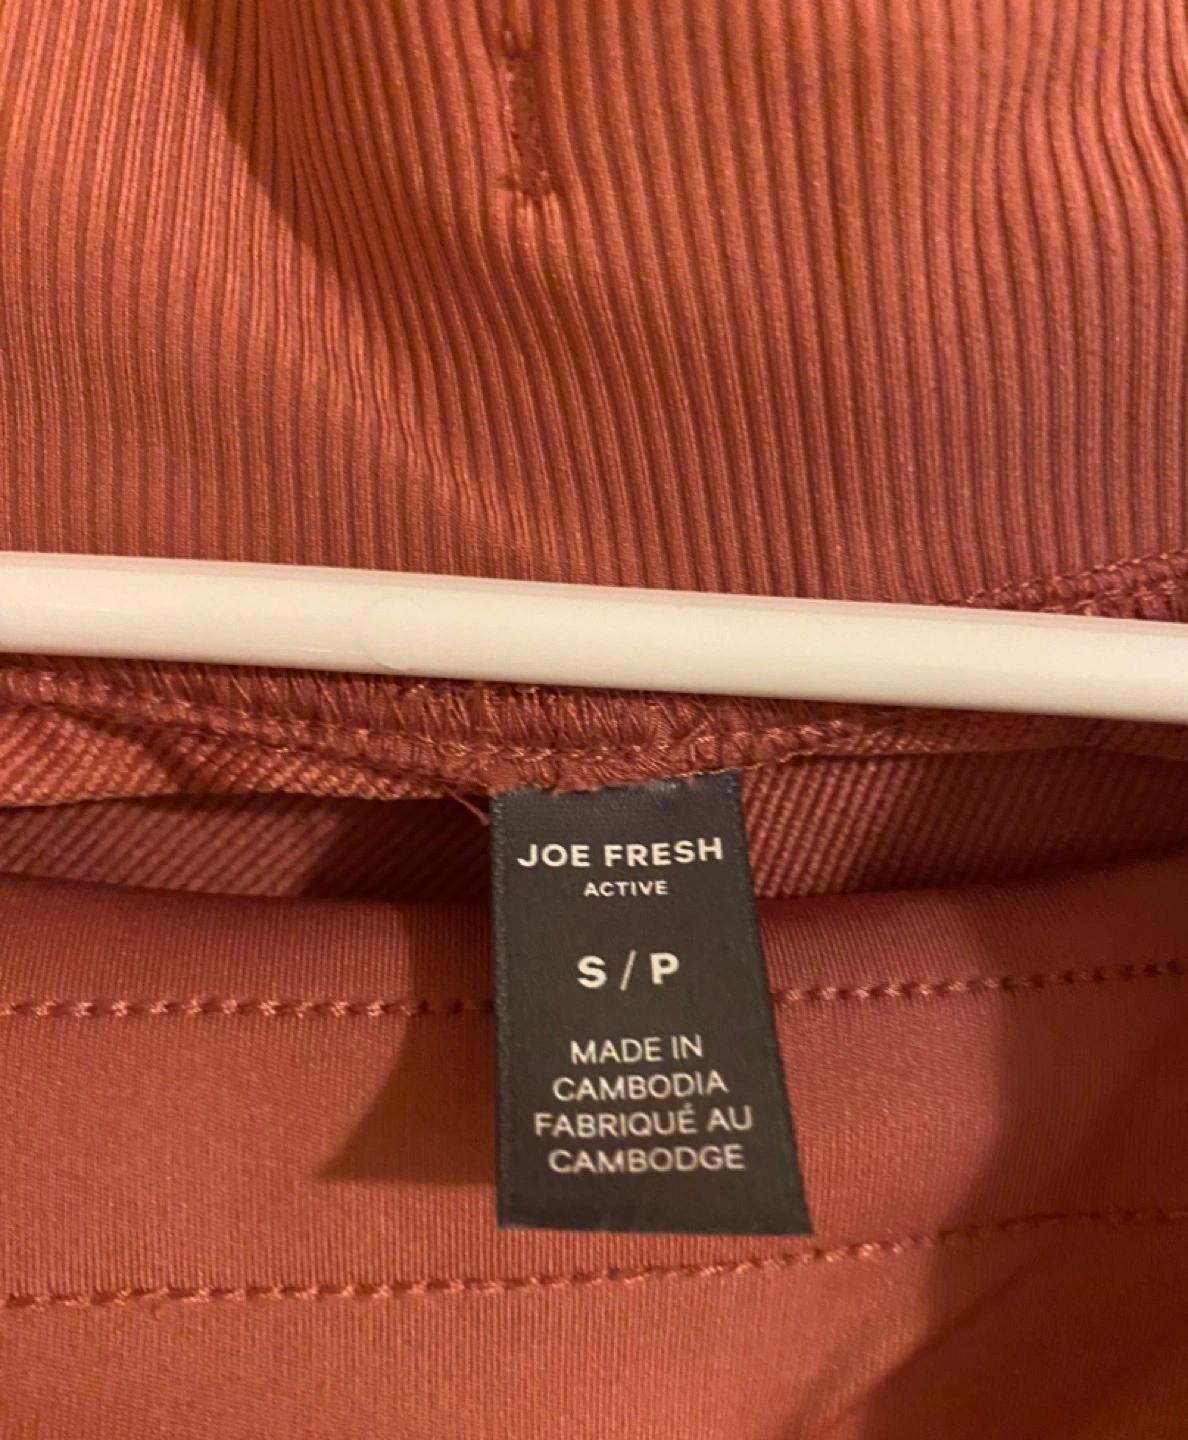 JOE FRESH
ACTIVE
S / P
MADE IN
CAMBODIA
FABRIQUÉ AU
CAMBODGE